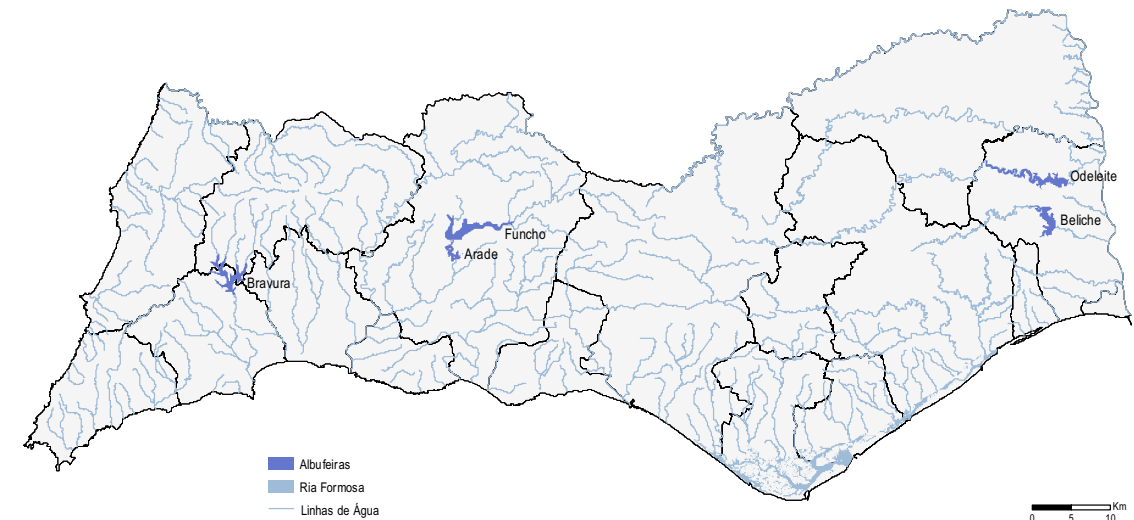 Odeleite
Beliche
Funcho
Arade
Bravura
Albufeiras
Ria Formosa
Linhas de Água
Km
0 5 10